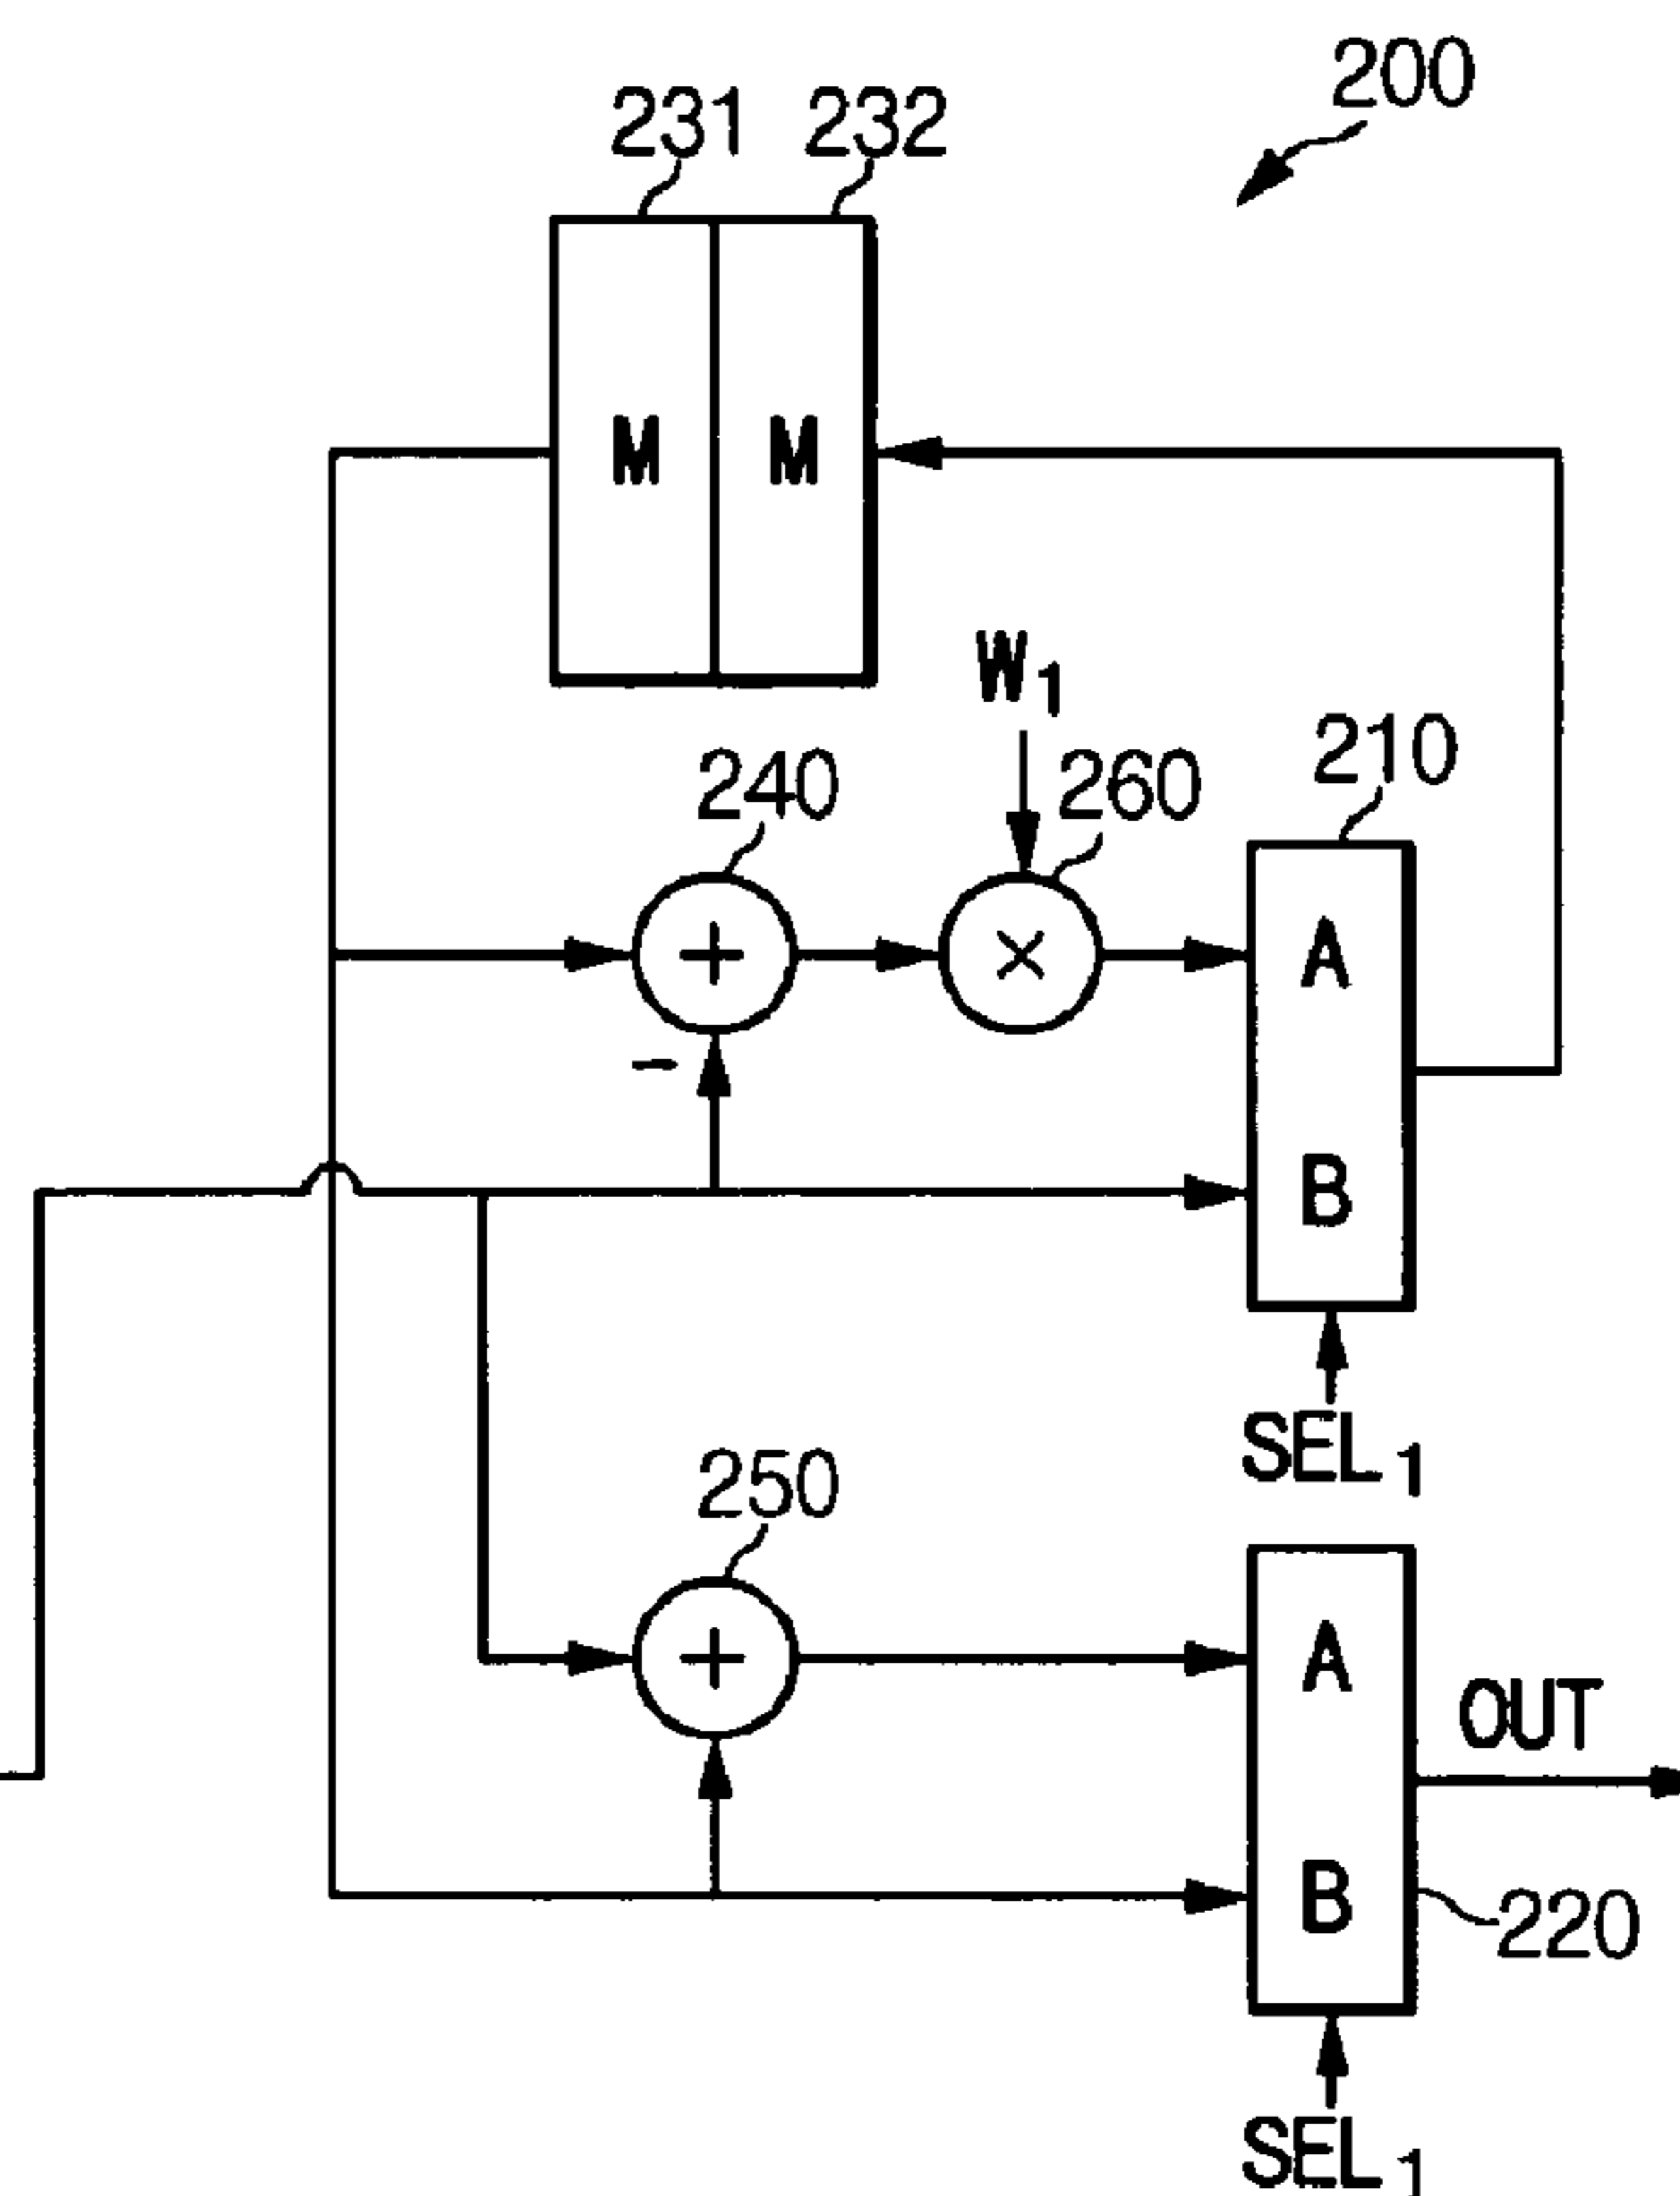 200
231 232
M M
W1
240 260 210
+ × A
-
B
SEL1
250
+ A
OUT
B
220
SEL1